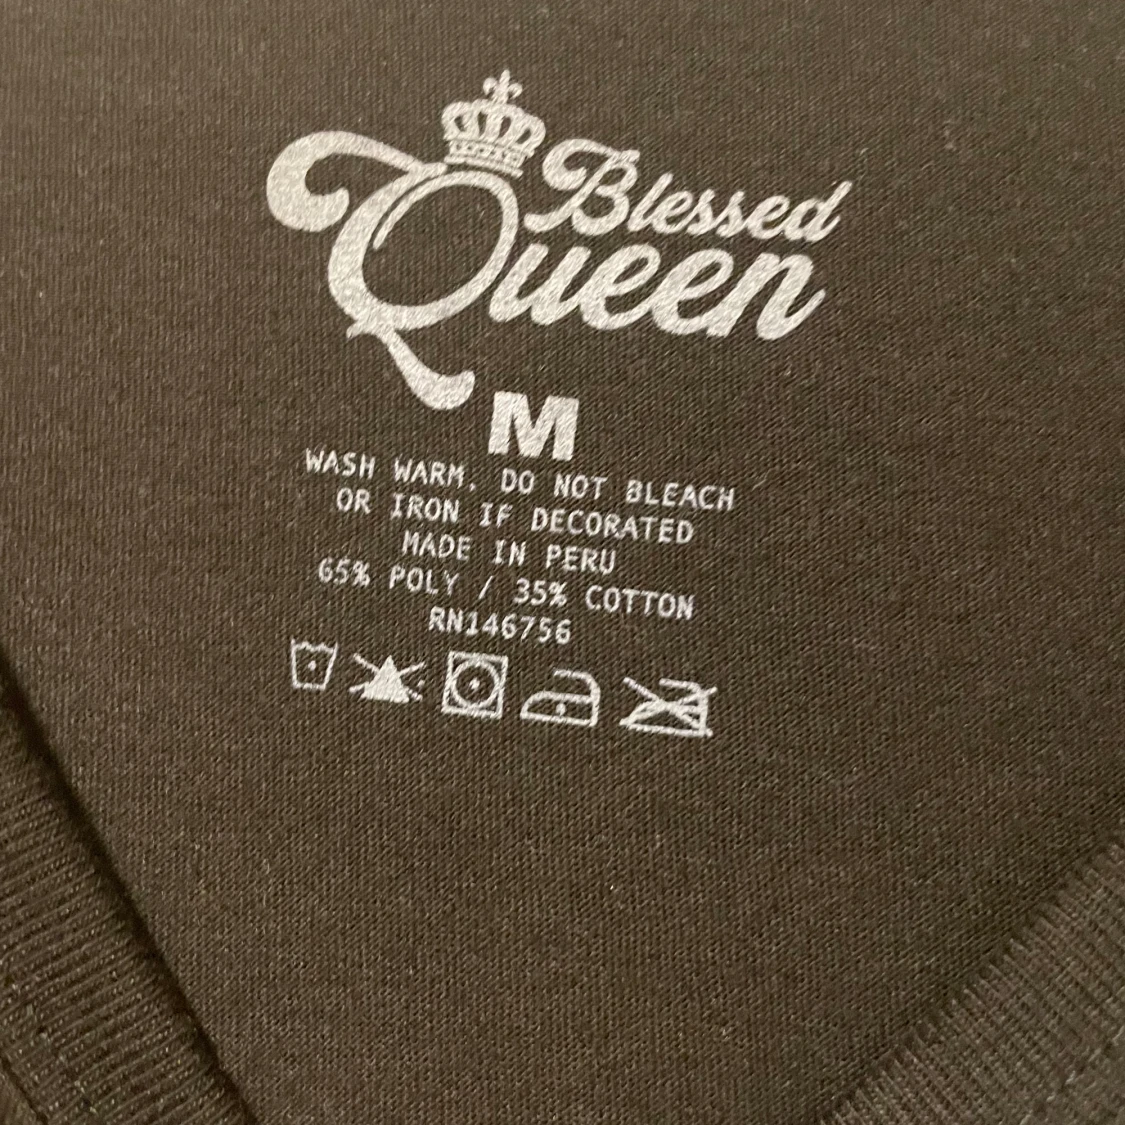 Blessed
Queen
M
WASH WARM, DO NOT BLEACH
OR IRON IF DECORATED
MADE IN PERU
65% POLY / 35% COTTON
RN146756